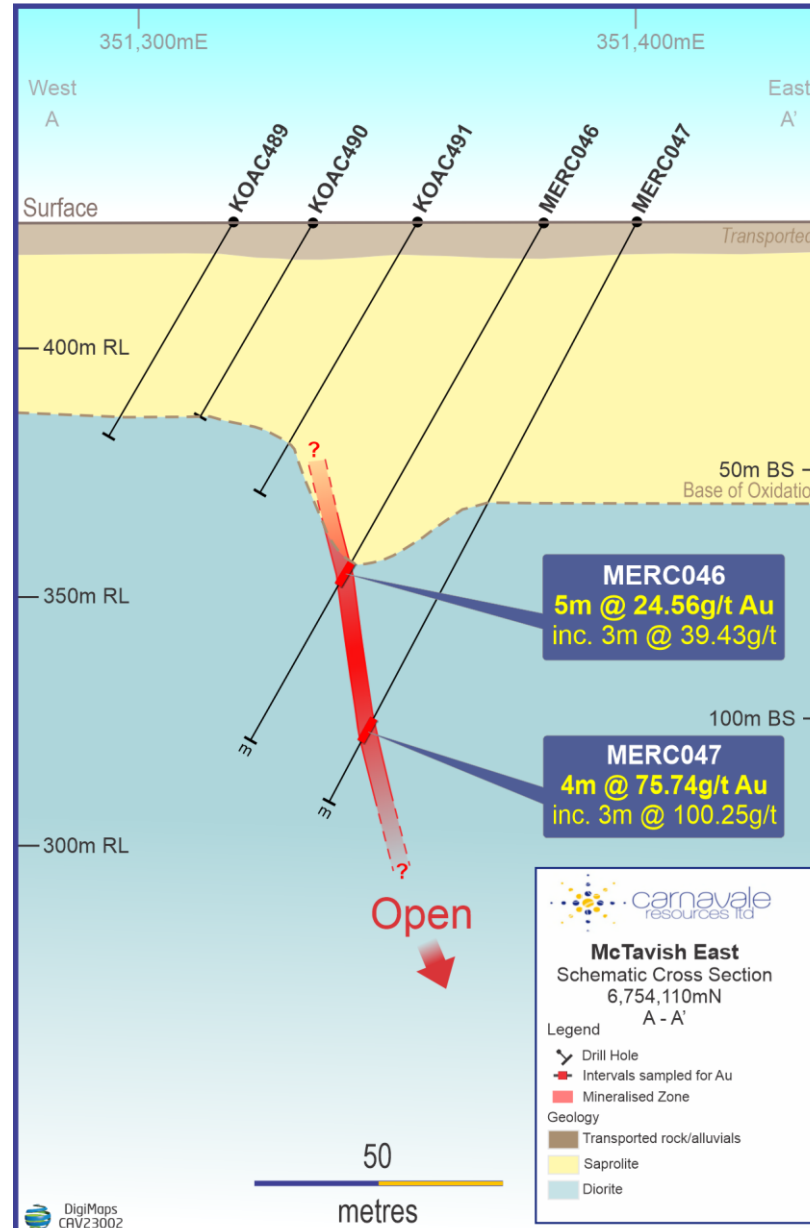 351,300mE
351,400mE
West
East
A
A'
KOAC489
KOAC490
KOAC491
MERC046
MERC047
Surface
Transported
400m RL
?
50m BS
Base of Oxidatio
MERC046
5m @ 24.56g/t Au
inc. 3m @ 39.43g/t
350m RL
100m BS
m
MERC047
4m @ 75.74g/t Au
inc. 3m @ 100.25g/t
m
300m RL
?
Open
carnavale
resources ltd
McTavish East
Schematic Cross Section
6,754,110mN
A - A'
Legend
Drill Hole
Intervals sampled for Au
Mineralised Zone
Geology
Transported rock/alluvials
Saprolite
Diorite
50
metres
DigiMaps
CAV23002